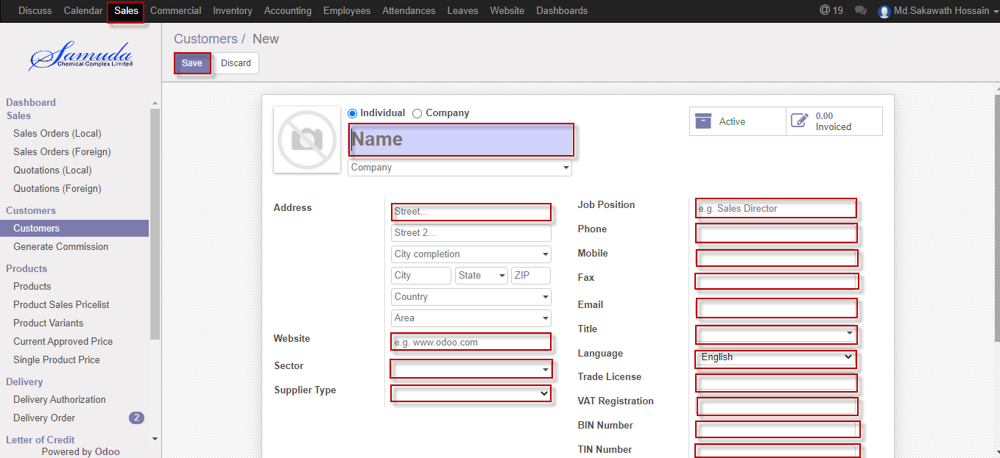 Discuss Calendar Sales Commercial Inventory Accounting Employees Attendances Leaves Website Dashboards @ 19 Md.Sakawath Hossain
Samuda
Chemical Complex Limited
Customers / New
Save Discard
Dashboard
Sales
Sales Orders (Local)
Sales Orders (Foreign)
Quotations (Local)
Quotations (Foreign)
Customers
Customers
Generate Commission
Products
Products
Product Sales Pricelist
Product Variants
Current Approved Price
Single Product Price
Delivery
Delivery Authorization
Delivery Order 2
Letter of Credit
Powered by Odoo
Individual Company
Name
Company
Active
0.00
Invoiced
Address
Street...
Street 2...
City completion
City State ZIP
Country
Area
Website e.g. www.odoo.com
Sector
Supplier Type
Job Position e.g. Sales Director
Phone
Mobile
Fax
Email
Title
Language English
Trade License
VAT Registration
BIN Number
TIN Number